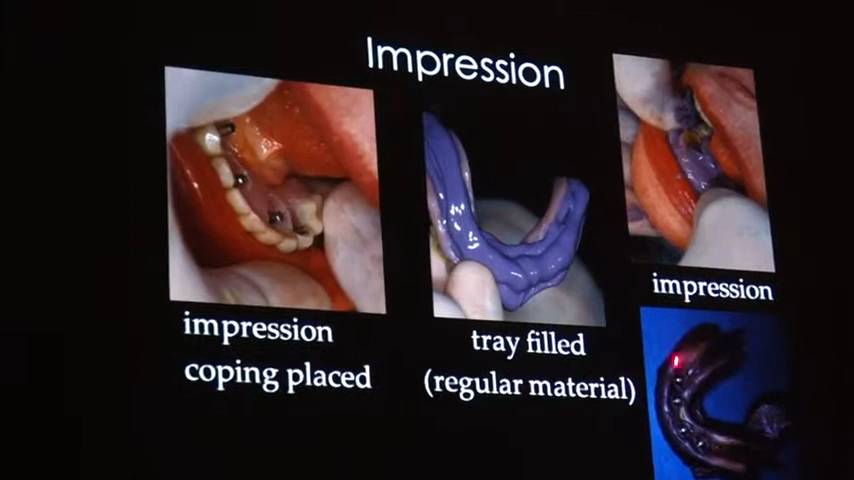 Impression
impression
coping placed
tray filled
(regular material)
impression